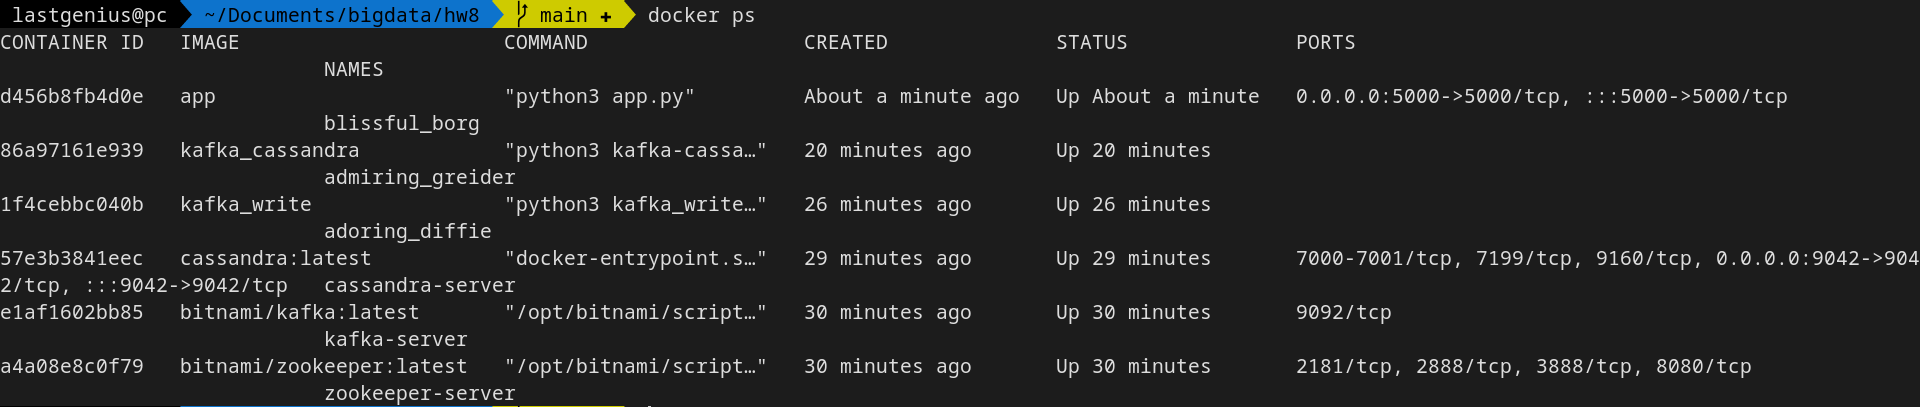 lastgenius@pc ~/Documents/bigdata/hw8 main ✚ docker ps
CONTAINER ID   IMAGE                      COMMAND                  CREATED              STATUS              PORTS
                           NAMES
d456b8fb4d0e   app                        "python3 app.py"         About a minute ago   Up About a minute   0.0.0.0:5000->5000/tcp, :::5000->5000/tcp
                           blissful_borg
86a97161e939   kafka_cassandra            "python3 kafka-cassa…"   20 minutes ago       Up 20 minutes
                           admiring_greider
1f4cebbc040b   kafka_write                "python3 kafka_write…"   26 minutes ago       Up 26 minutes
                           adoring_diffie
57e3b3841eec   cassandra:latest           "docker-entrypoint.s…"   29 minutes ago       Up 29 minutes       7000-7001/tcp, 7199/tcp, 9160/tcp, 0.0.0.0:9042->904
2/tcp, :::9042->9042/tcp   cassandra-server
e1af1602bb85   bitnami/kafka:latest       "/opt/bitnami/script…"   30 minutes ago       Up 30 minutes       9092/tcp
                           kafka-server
a4a08e8c0f79   bitnami/zookeeper:latest   "/opt/bitnami/script…"   30 minutes ago       Up 30 minutes       2181/tcp, 2888/tcp, 3888/tcp, 8080/tcp
                           zookeeper-server